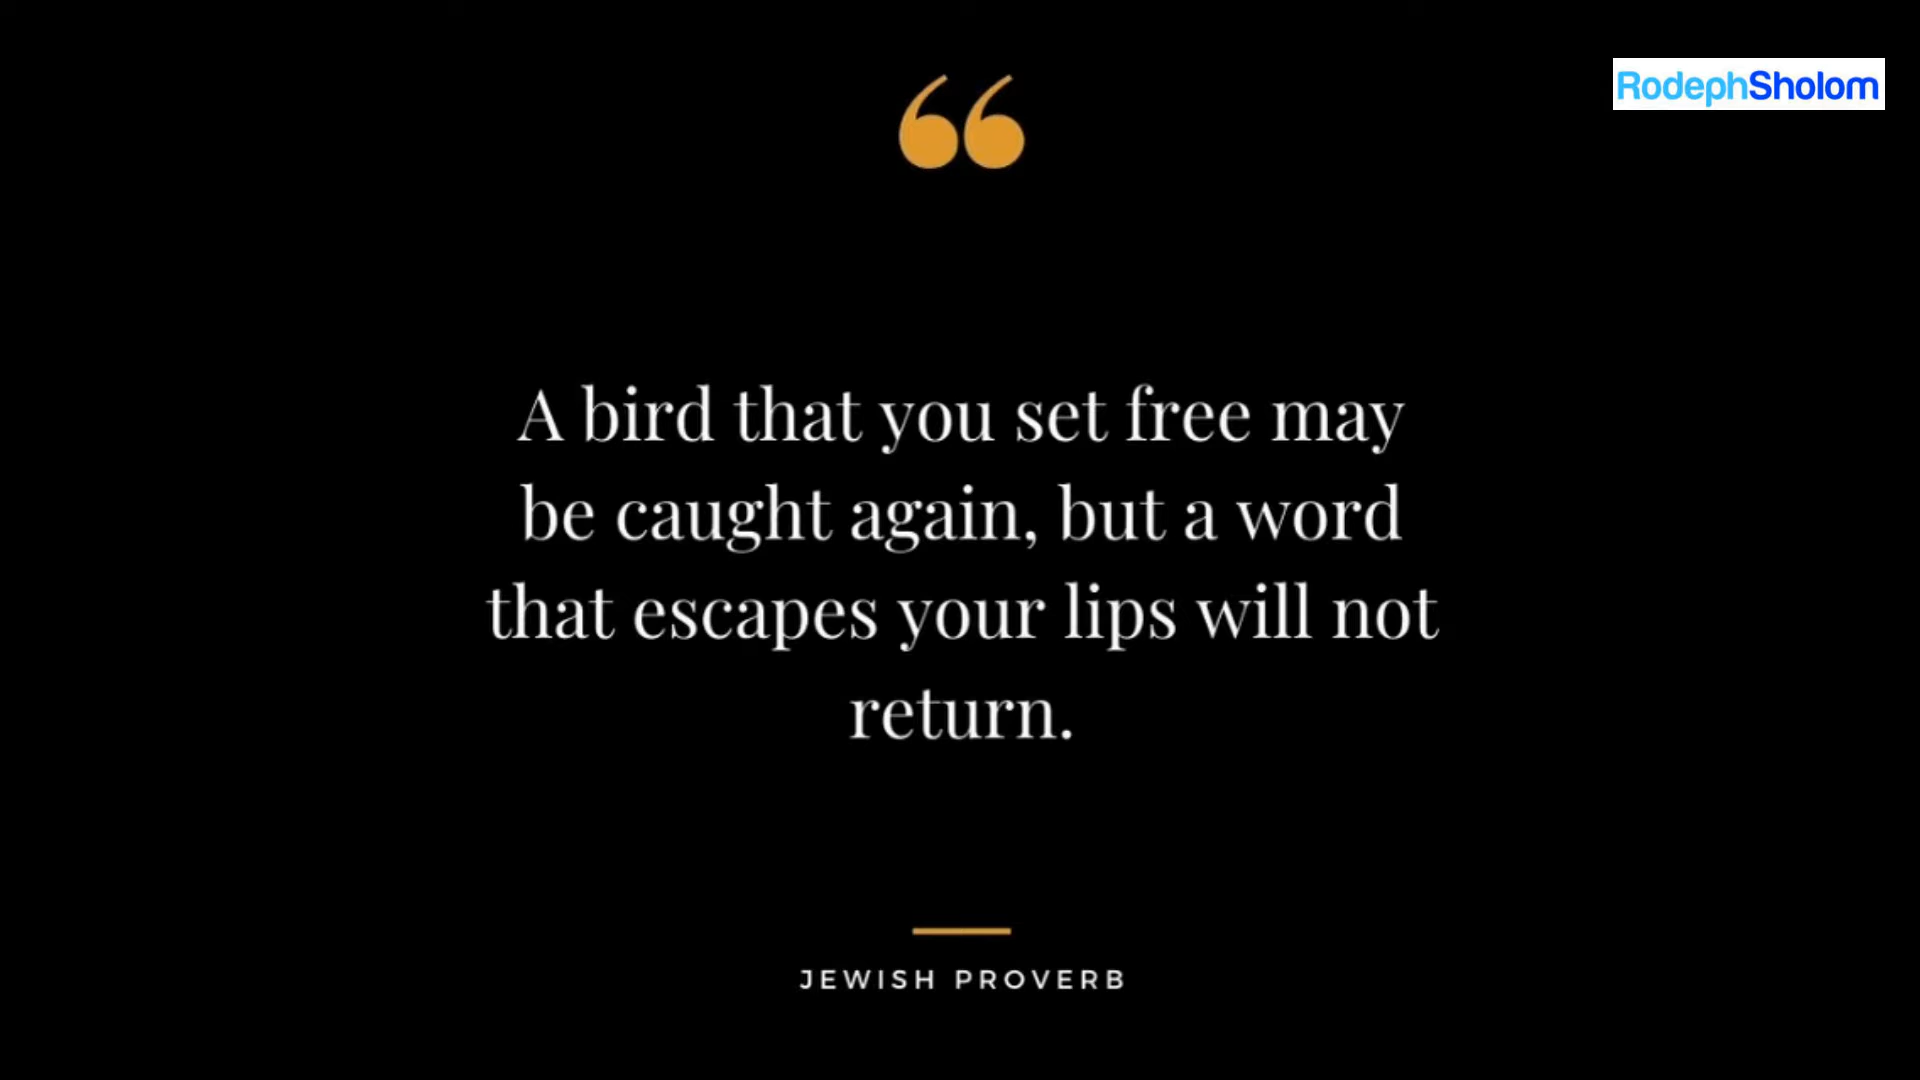 RodephSholom
“
A bird that you set free may
be caught again, but a word
that escapes your lips will not
return.
JEWISH PROVERB